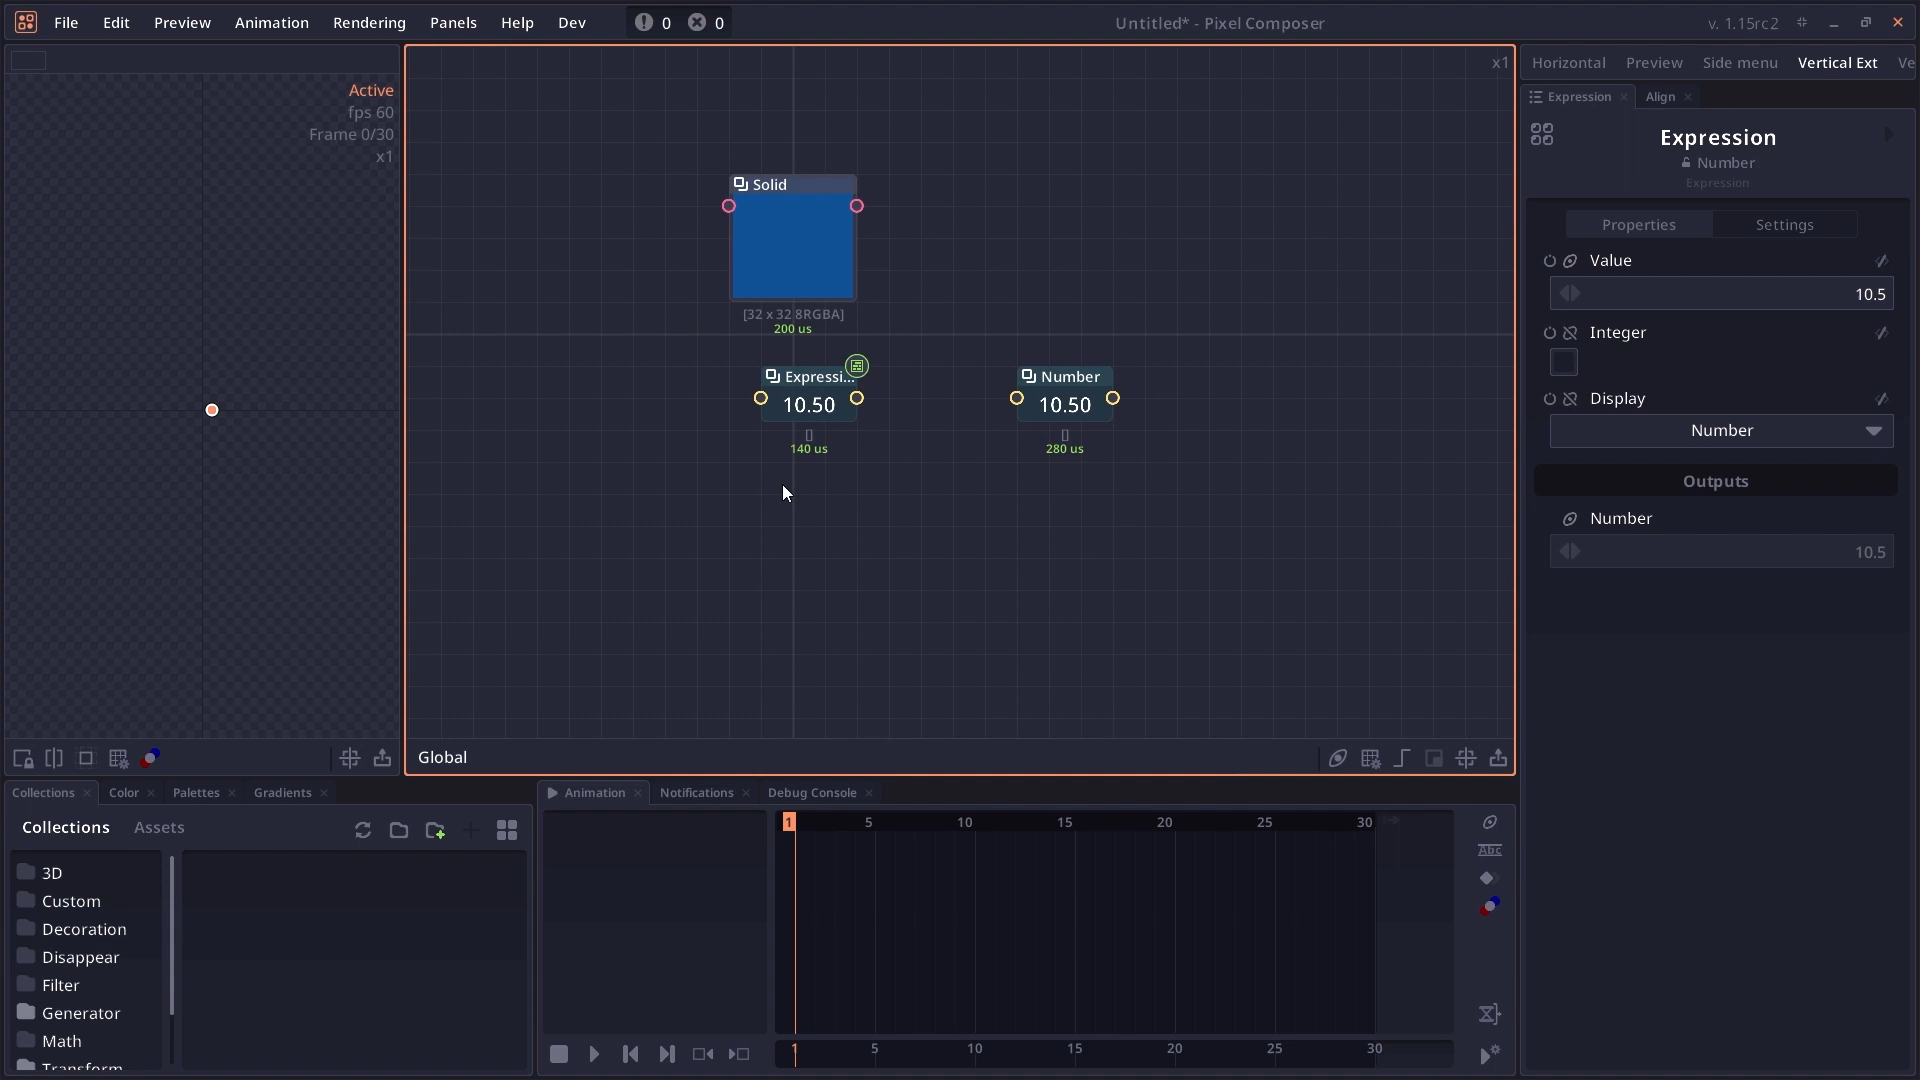 File Edit View Preview Animation Rendering Panels Help Dev 0 0 Untitled* - Pixel Composer v. 1.15rc2
Active
fps 60
Frame 0/30
x1
x1
Solid
[32 x 32 8RGBA]
200 us
Expressi...
10.50
[]
140 us
Number
10.50
[]
280 us
Global
Horizontal Preview Side menu Vertical Ext Ve
Expression Align
Expression
Number
Expression
Properties Settings
Value
10.5
Integer
Display
Number
Outputs
Number
10.5
Collections Color Palettes Gradients
Collections Assets
3D
Custom
Decoration
Disappear
Filter
Generator
Math
Transform
Animation Notifications Debug Console
1 5 10 15 20 25 30
Abc
1 5 10 15 20 25 30